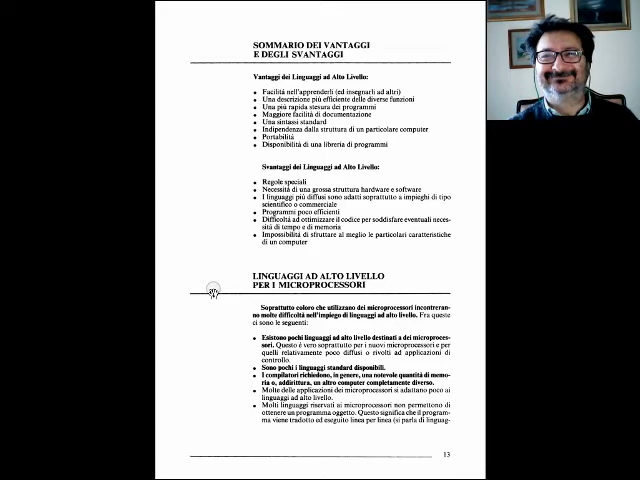 SOMMARIO DEI VANTAGGI
E DEGLI SVANTAGGI
Vantaggi dei Linguaggi ad Alto Livello:
• Facilità nell'apprenderli (ed insegnarli ad altri)
• Una descrizione più efficiente delle diverse funzioni
• Una più rapida stesura dei programmi
• Maggiore facilità di documentazione
• Una sintassi standard
• Indipendenza dalla struttura di un particolare computer
• Portabilità
• Disponibilità di una libreria di programmi
Svantaggi dei Linguaggi ad Alto Livello:
• Regole speciali
• Necessità di una grossa struttura hardware e software
• I linguaggi più diffusi sono adatti soprattutto a impieghi di tipo
scientifico o commerciale
• Programmi poco efficienti
• Difficoltà ad ottimizzare il codice per soddisfare eventuali neces-
sità di tempo e di memoria
• Impossibilità di sfruttare al meglio le particolari caratteristiche
di un computer
LINGUAGGI AD ALTO LIVELLO
PER I MICROPROCESSORI
Soprattutto coloro che utilizzano dei microprocessori incontreran-
no molte difficoltà nell'impiego di linguaggi ad alto livello. Fra queste
ci sono le seguenti:
• Esistono pochi linguaggi ad alto livello destinati a dei microproces-
sori. Questo é vero soprattutto per i nuovi microprocessori e per
quelli relativamente poco diffusi o rivolti ad applicazioni di
controllo.
• Sono pochi i linguaggi standard disponibili.
• I compilatori richiedono, in genere, una notevole quantità di memo-
ria o, addirittura, un altro computer completamente diverso.
• Molte delle applicazioni dei microprocessori si adattano poco ai
linguaggi ad alto livello.
• Molti linguaggi riservati ai microprocessori non permettono di
ottenere un programma oggetto. Questo significa che il program-
ma viene tradotto ed eseguito linea per linea (si parla di linguag-
13